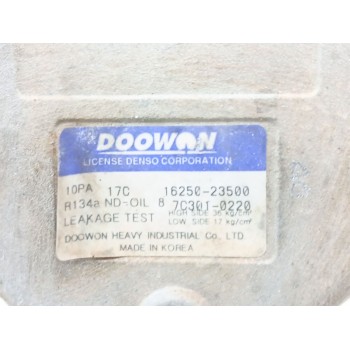 DOOWON
LICENSE DENSO CORPORATION
10PA 17C 16250-23500
R134a ND-OIL 8 7C301-0220
LEAKAGE TEST HIGH SIDE 36 kg/cm²
LOW SIDE 17 kg/cm²
DOOWON HEAVY INDUSTRIAL Co., LTD.
MADE IN KOREA